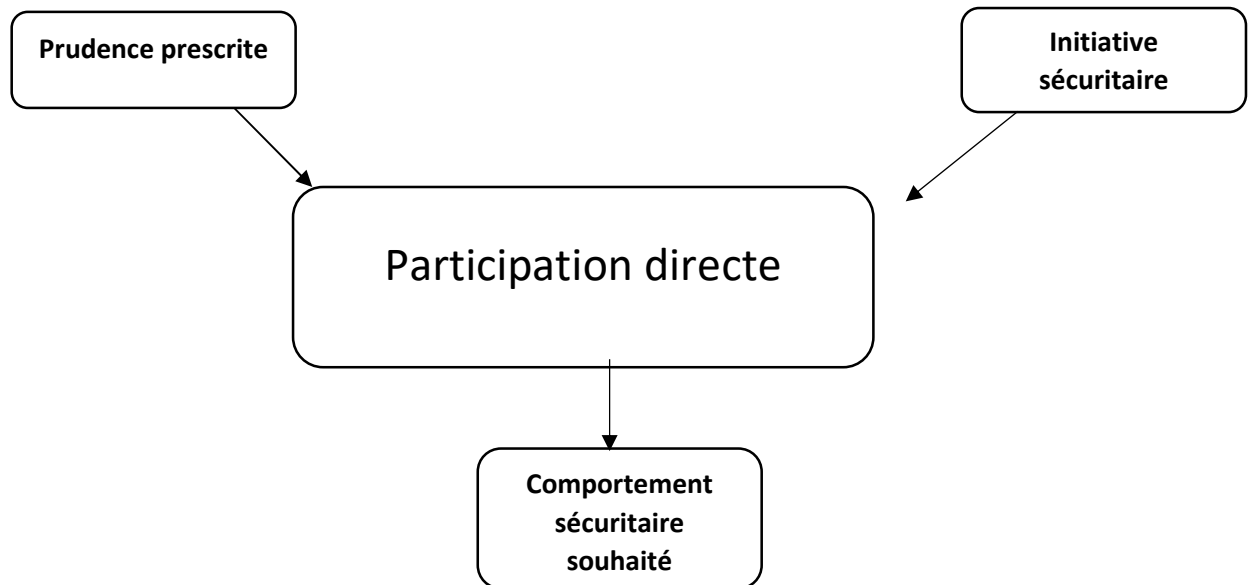 Prudence prescrite
Initiative
sécuritaire
Participation directe
Comportement
sécuritaire
souhaité